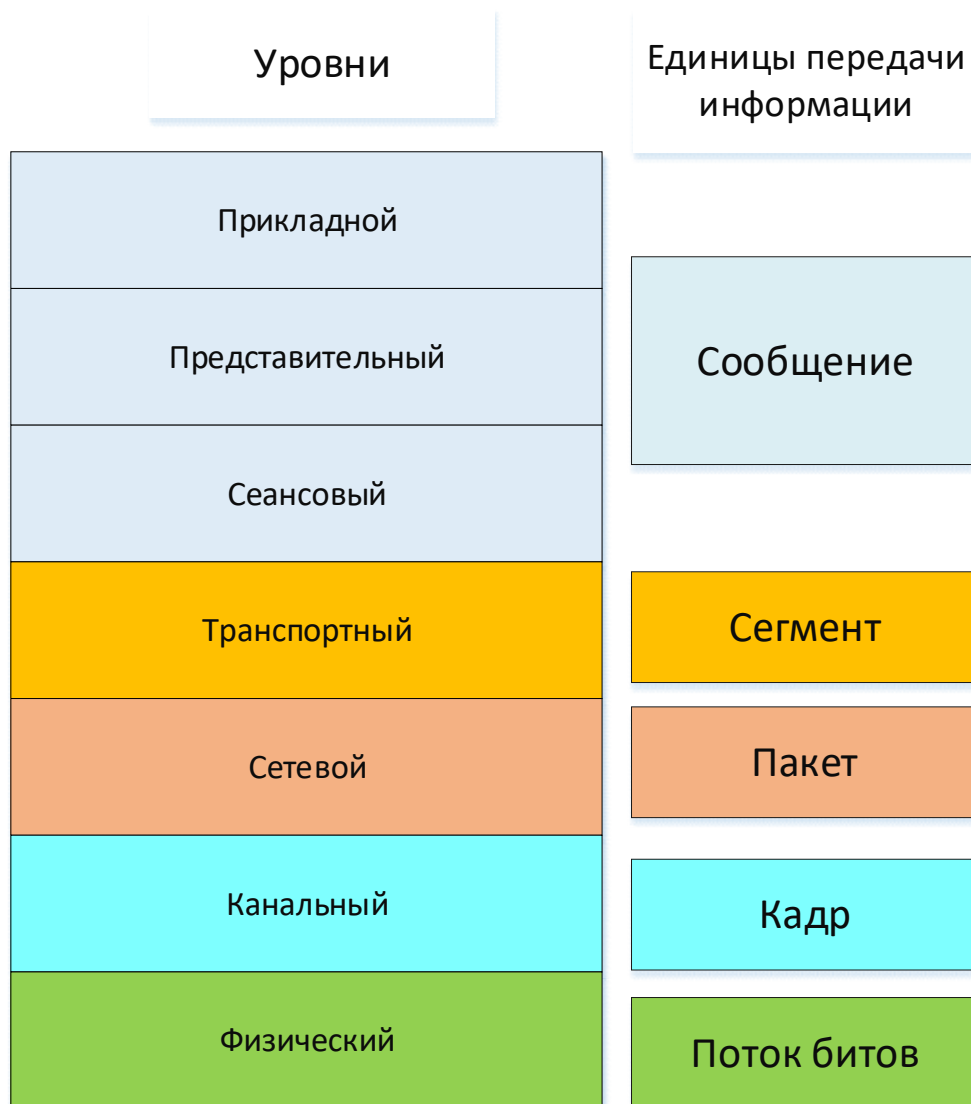 Уровни
Единицы передачи
информации
Прикладной
Представительный
Сообщение
Сеансовый
Транспортный
Сегмент
Сетевой
Пакет
Канальный
Кадр
Физический
Поток битов